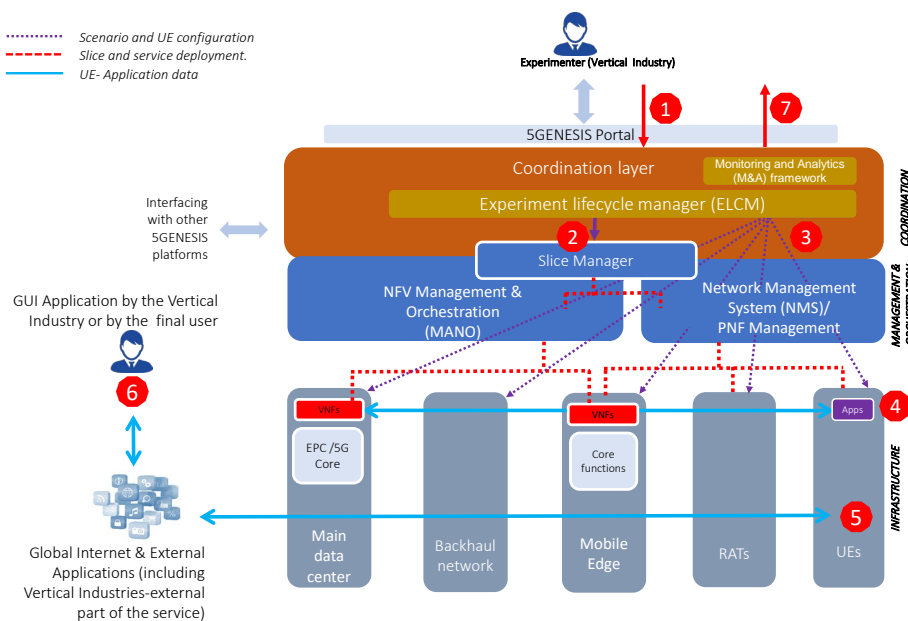 Scenario and UE configuration
Slice and service deployment.
UE- Application data
Experimenter (Vertical Industry)
1
7
5GENESIS Portal
Coordination layer
Monitoring and Analytics
(M&A) framework
Experiment lifecycle manager (ELCM)
COORDINATION
Interfacing
with other
5GENESIS
platforms
2
3
Slice Manager
NFV Management &
Orchestration
(MANO)
Network Management
System (NMS)/
PNF Management
MANAGEMENT &
GUI Application by the Vertical
Industry or by the final user
6
VNFs
VNFs
Apps
4
EPC /5G
Core
Core
functions
INFRASTRUCTURE
5
Main
data
center
Backhaul
network
Mobile
Edge
RATs
UEs
Global Internet & External
Applications (including
Vertical Industries-external
part of the service)